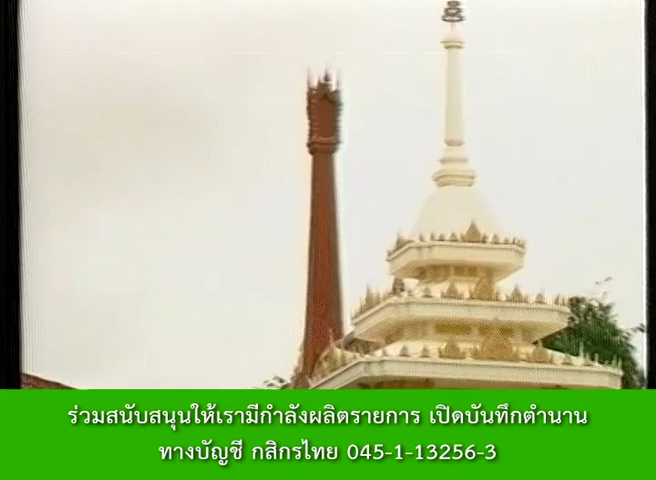 ร่วมสนับสนุนให้เรามีกำลังผลิตรายการ เปิดบันทึกตำนาน
ทางบัญชี กสิกรไทย 045-1-13256-3